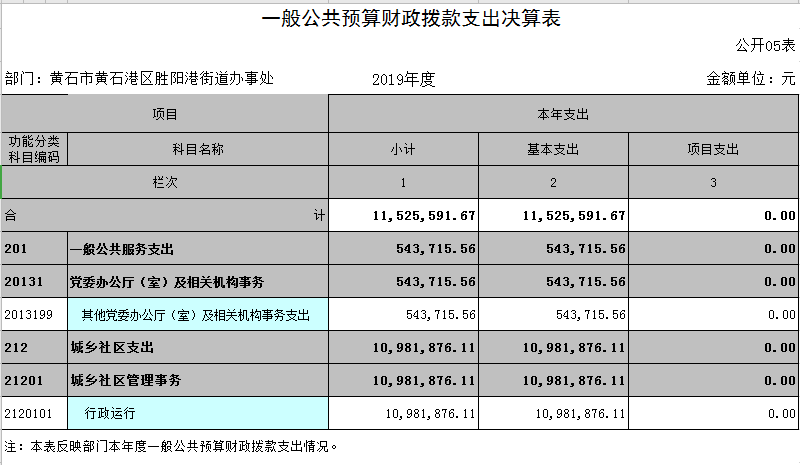 一般公共预算财政拨款支出决算表
公开05表
部门：黄石市黄石港区胜阳港街道办事处 2019年度 金额单位：元
项目 本年支出
功能分类科目编码 科目名称 小计 基本支出 项目支出
栏次 1 2 3
合计 11,525,591.67 11,525,591.67 0.00
201 一般公共服务支出 543,715.56 543,715.56 0.00
20131 党委办公厅（室）及相关机构事务 543,715.56 543,715.56 0.00
2013199 其他党委办公厅（室）及相关机构事务支出 543,715.56 543,715.56 0.00
212 城乡社区支出 10,981,876.11 10,981,876.11 0.00
21201 城乡社区管理事务 10,981,876.11 10,981,876.11 0.00
2120101 行政运行 10,981,876.11 10,981,876.11 0.00
注：本表反映部门本年度一般公共预算财政拨款支出情况。